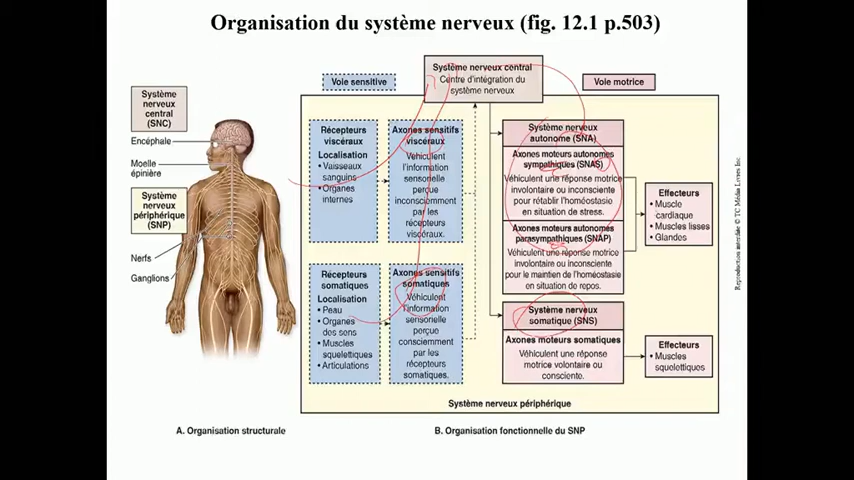 Organisation du système nerveux (fig. 12.1 p.503)
Système
nerveux
central
(SNC)
Encéphale
Moelle
épinière
Système
nerveux
périphérique
(SNP)
Nerfs
Ganglions
A. Organisation structurale
Voie sensitive
Système nerveux central
Centre d'intégration du
système nerveux
Voie motrice
Récepteurs
viscéraux
Localisation
• Vaisseaux
sanguins
• Organes
internes
Axones sensitifs
viscéraux
Véhiculent
l'information
sensorielle
perçue
inconsciemment
par les
récepteurs
viscéraux.
Récepteurs
somatiques
Localisation
• Peau
• Organes
des sens
• Muscles
squelettiques
• Articulations
Axones sensitifs
somatiques
Véhiculent
l'information
sensorielle
perçue
consciemment
par les
récepteurs
somatiques.
Système nerveux
autonome (SNA)
Axones moteurs autonomes
sympathiques (SNAS)
Véhiculent une réponse motrice
involontaire ou inconsciente
pour rétablir l'homéostasie
en situation de stress.
Axones moteurs autonomes
parasympathiques (SNAP)
Véhiculent une réponse motrice
involontaire ou inconsciente
pour le maintien de l'homéostasie
en situation de repos.
Effecteurs
• Muscle
cardiaque
• Muscles lisses
• Glandes
Système nerveux
somatique (SNS)
Axones moteurs somatiques
Véhiculent une réponse
motrice volontaire ou
consciente.
Effecteurs
• Muscles
squelettiques
Système nerveux périphérique
B. Organisation fonctionnelle du SNP
Reproduction interdite © TC Média Livres Inc.